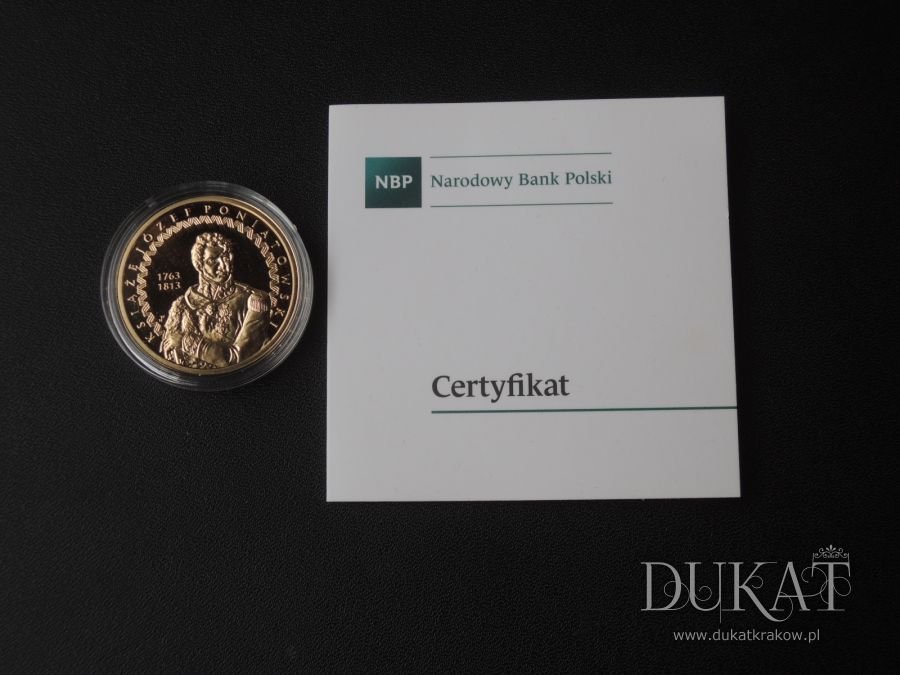 KSIĄŻĘ JÓZEF PONIATOWSKI
1763
1813
NBP
Narodowy Bank Polski
Certyfikat
DUKAT
www.dukatkrakow.pl